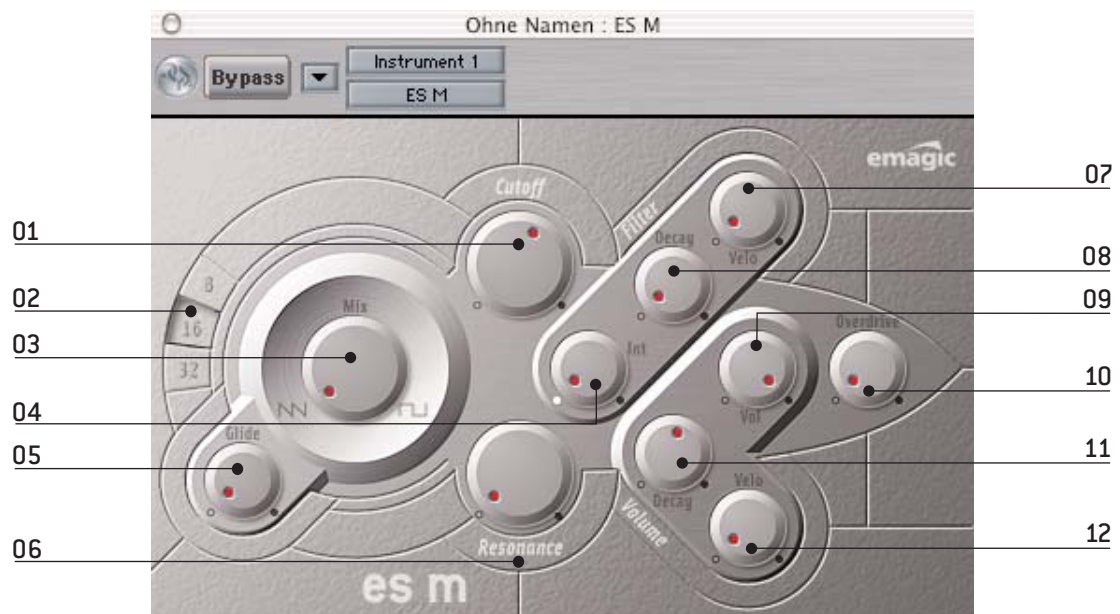 Ohne Namen : ES M
Bypass
Instrument 1
ES M
emagic
07
01
Cutoff
Filter
Decay
Velo
08
02
8
16
32
Mix
09
03
Int
Overdrive
10
04
Vol
Glide
05
11
Decay
Velo
Volume
06
Resonance
12
es m